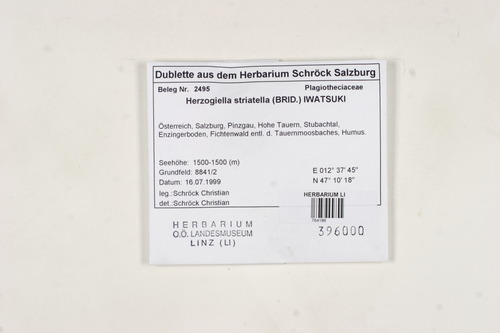 Dublette aus dem Herbarium Schröck Salzburg
Beleg Nr. 2495 Plagiotheciaceae
Herzogiella striatella (BRID.) IWATSUKI
Österreich, Salzburg, Pinzgau, Hohe Tauern, Stubachtal,
Enzingerboden, Fichtenwald entl. d. Tauernmoosbaches, Humus.
Seehöhe: 1500-1500 (m)
Grundfeld: 8841/2 E 012° 37' 45"
Datum: 16.07.1999 N 47° 10' 18"
leg.: Schröck Christian
det.: Schröck Christian
HERBARIUM LI
HERBARIUM
O.Ö. LANDESMUSEUM
LINZ (LI)
396000